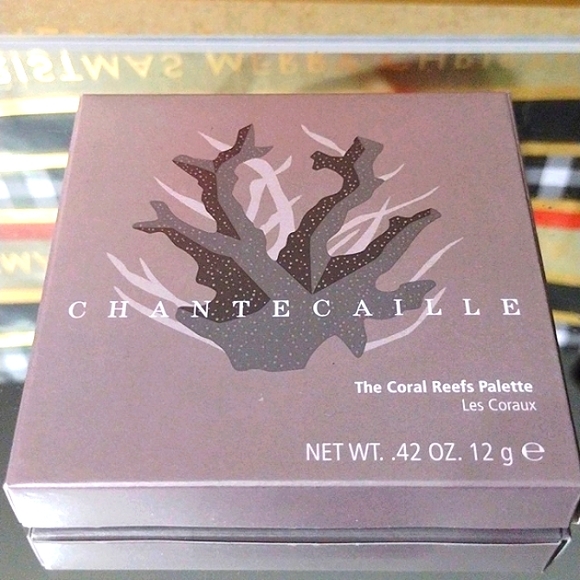 CHANTECAILLE
The Coral Reefs Palette
Les Coraux
NET WT. .42 OZ. 12 g ℮